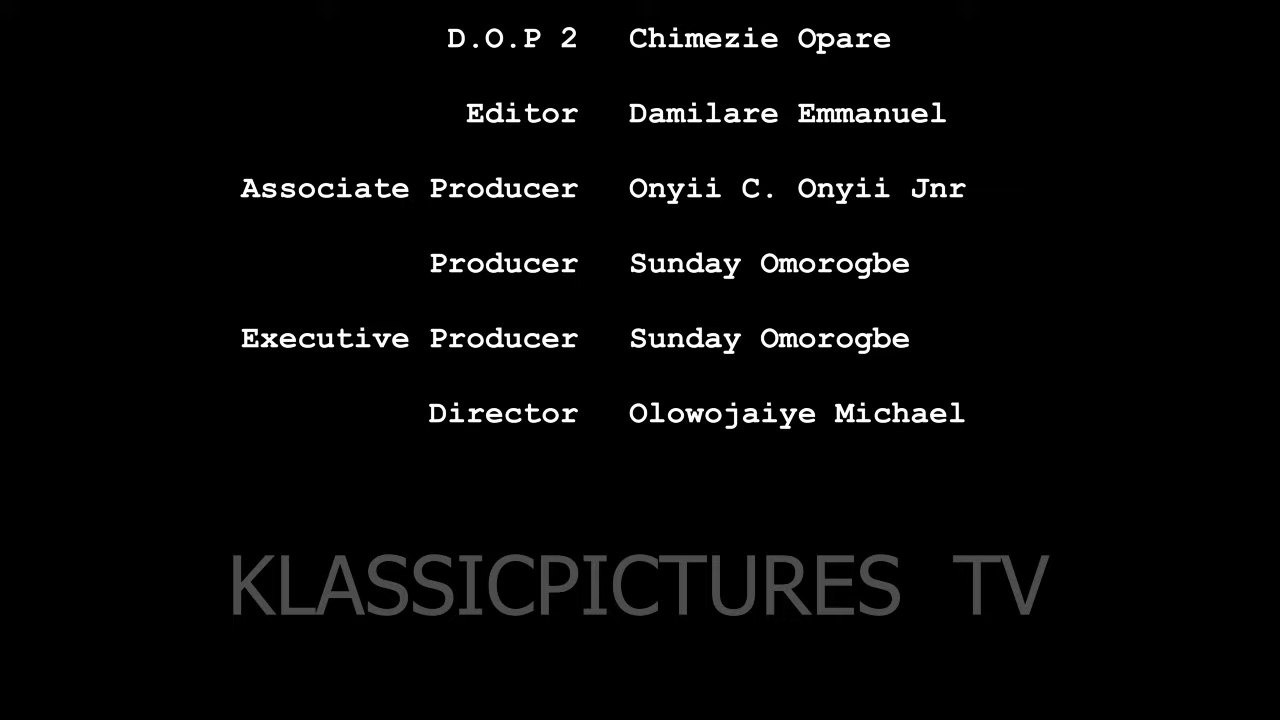 D.O.P 2 Chimezie Opare
Editor Damilare Emmanuel
Associate Producer Onyii C. Onyii Jnr
Producer Sunday Omorogbe
Executive Producer Sunday Omorogbe
Director Olowojaiye Michael
KLASSICPICTURES TV